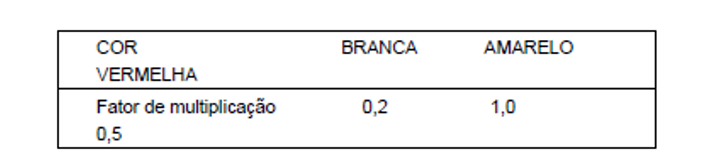 COR BRANCA AMARELO
VERMELHA
Fator de multiplicação 0,2 1,0
0,5